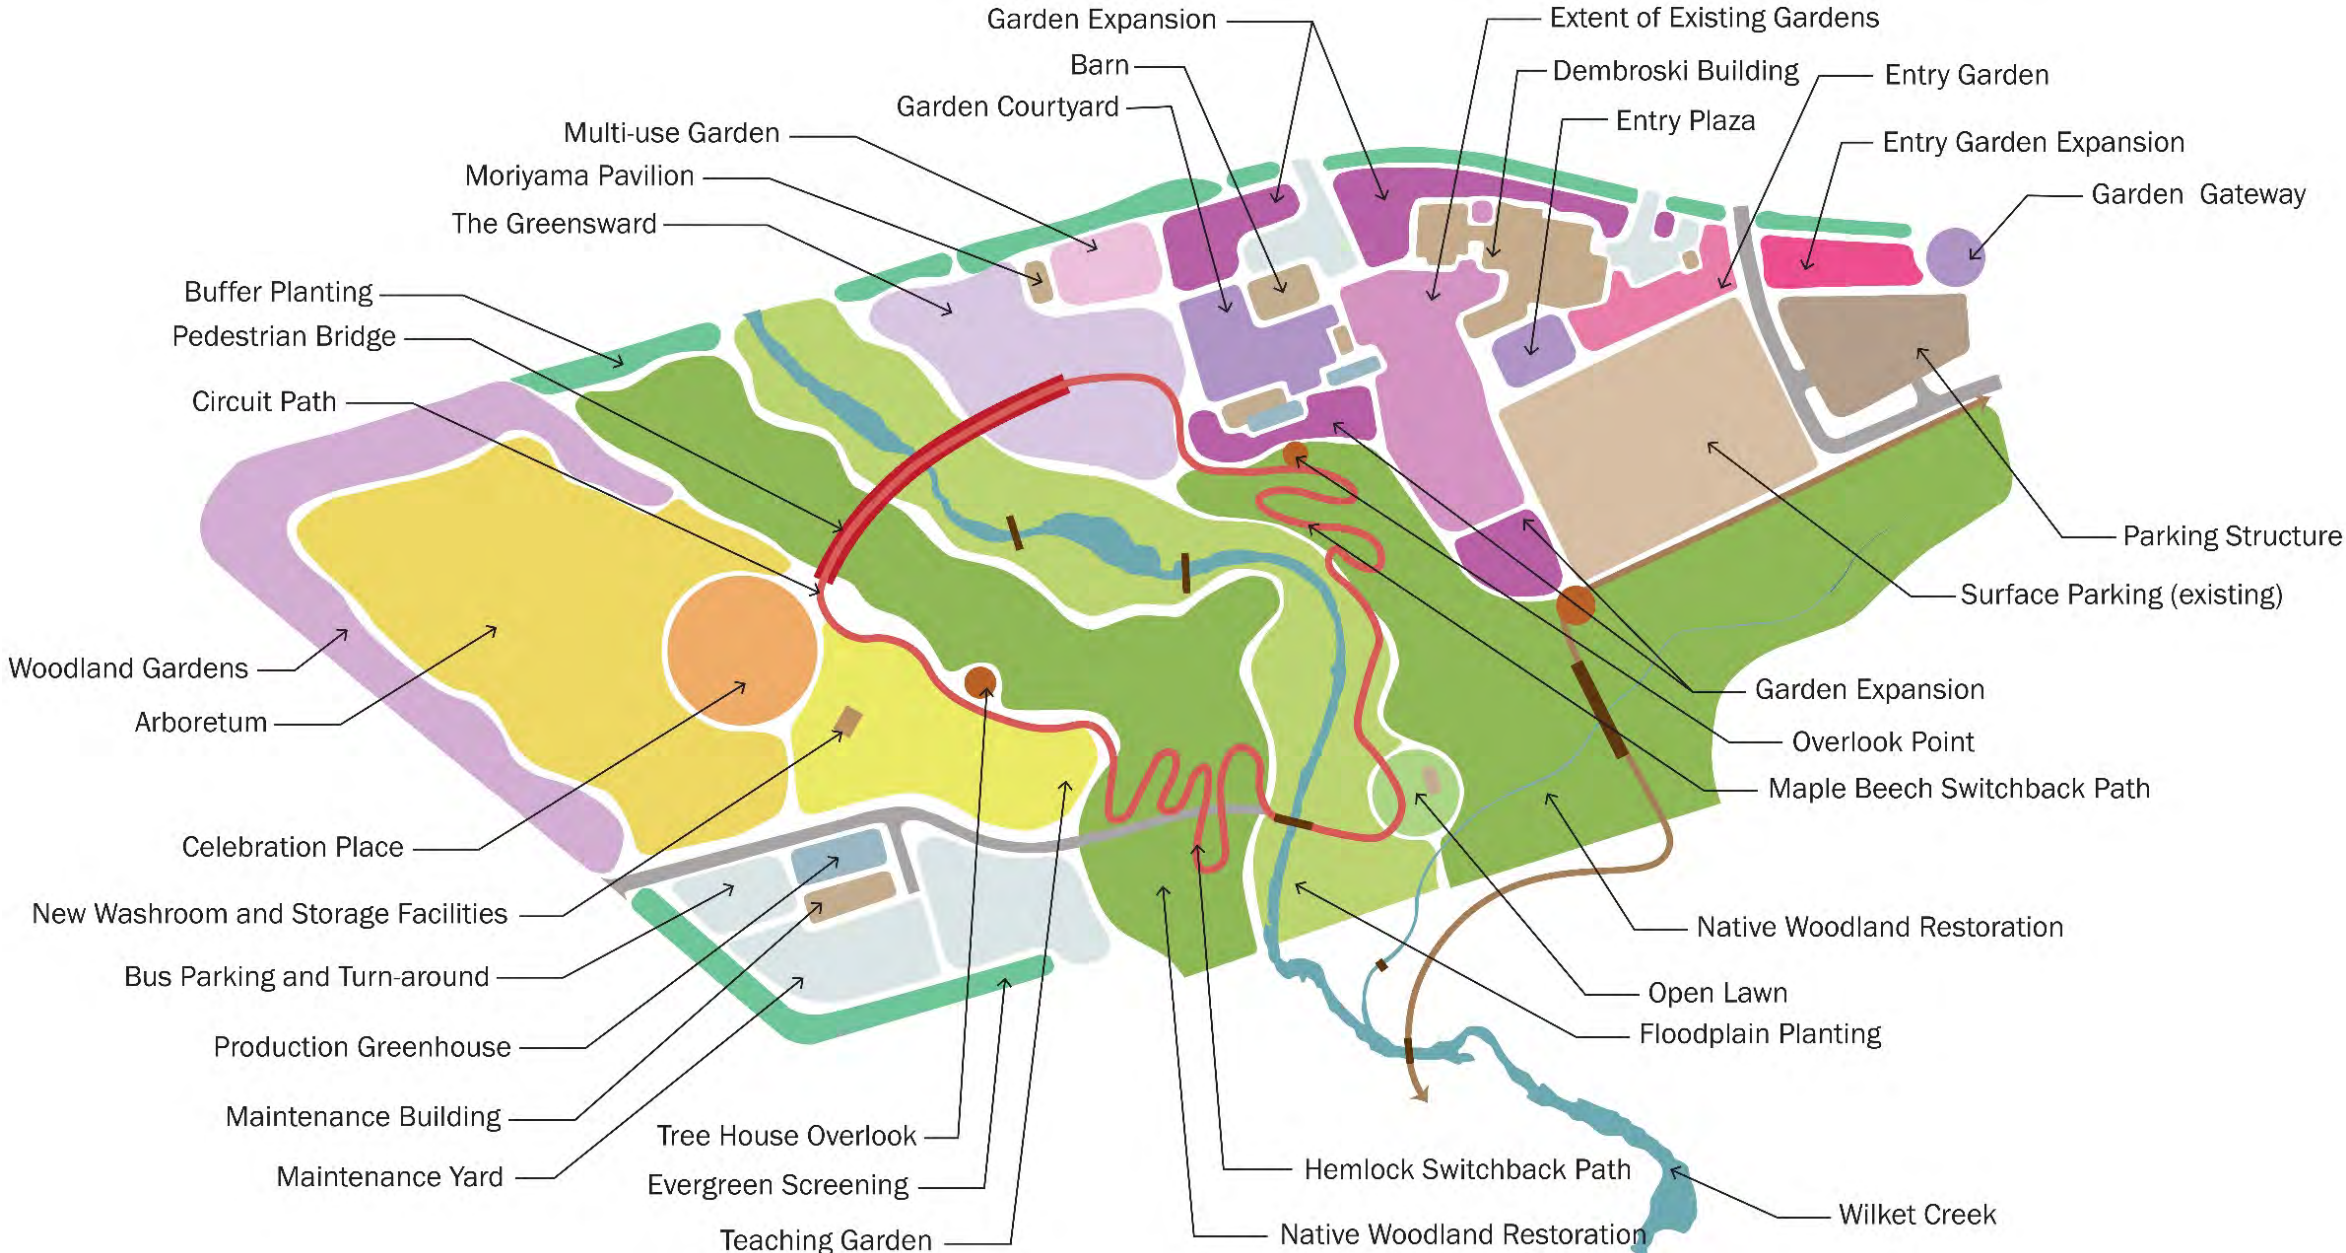 Garden Expansion
Extent of Existing Gardens
Barn
Dembroski Building
Entry Garden
Garden Courtyard
Entry Plaza
Multi-use Garden
Entry Garden Expansion
Moriyama Pavilion
Garden Gateway
The Greensward
Buffer Planting
Pedestrian Bridge
Circuit Path
Parking Structure
Surface Parking (existing)
Woodland Gardens
Garden Expansion
Arboretum
Overlook Point
Maple Beech Switchback Path
Celebration Place
New Washroom and Storage Facilities
Native Woodland Restoration
Bus Parking and Turn-around
Open Lawn
Floodplain Planting
Production Greenhouse
Maintenance Building
Tree House Overlook
Hemlock Switchback Path
Maintenance Yard
Evergreen Screening
Wilket Creek
Native Woodland Restoration
Teaching Garden